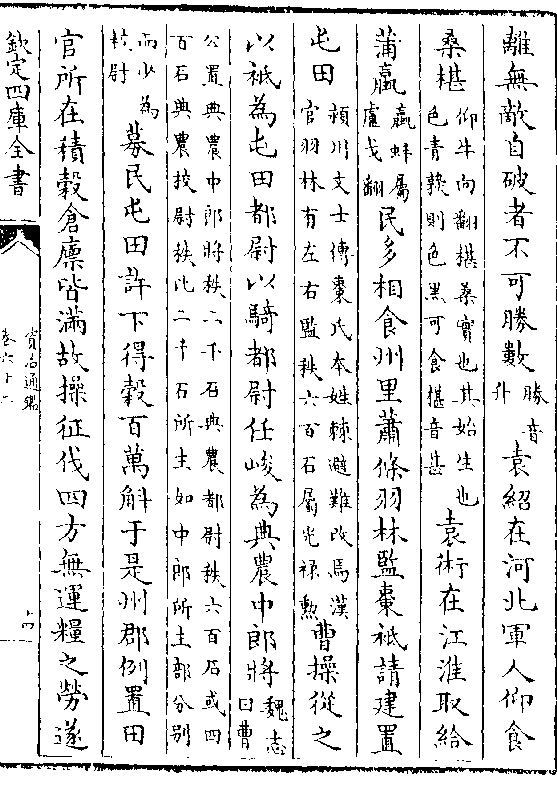 離無敵自破者不可勝數
勝音
升
袁紹在河北軍人仰食
桑椹
仰牛向翻椹桑實也其始生也
色青熟則色黑可食椹音甚
袁術在江淮取給
蒲蠃
蠃蚌屬
盧戈翻
民多相食州里蕭條羽林監棗祗請建置
屯田
潁川文士傳棗氏本姓棘避難改焉漢
官羽林有左右監秩六百石屬光祿勲
曹操從之
以祗為屯田都尉以騎都尉任峻為典農中郎將
魏志
曰曹
公置典農中郎將秩二千石典農都尉秩六百石或四
百石典農校尉秩比二千石所主如中郎所主部分别
而少為
校尉
募民屯田許下得穀百萬斛于是州郡例置田
官所在積穀倉廩皆滿故操征伐四方無運糧之勞遂
欽定四庫全書
資治通鑑